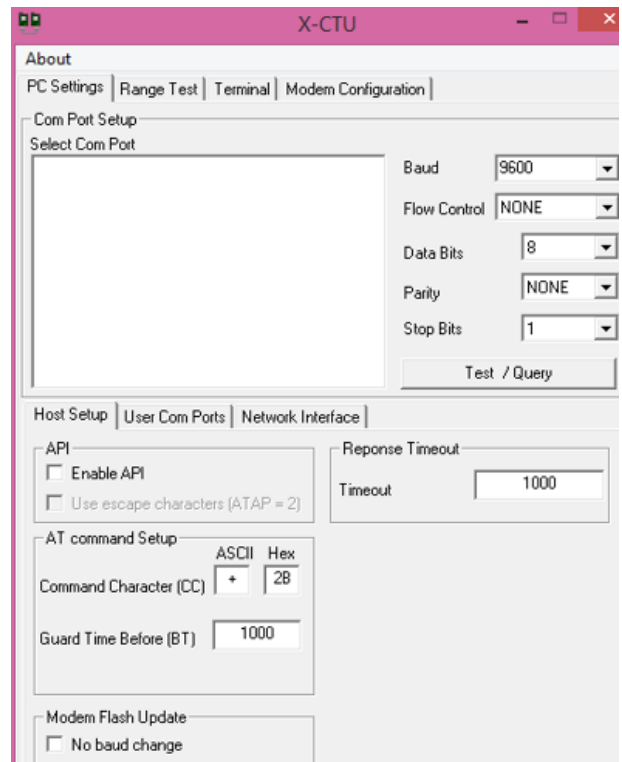 X-CTU
About
PC Settings Range Test Terminal Modem Configuration
Com Port Setup
Select Com Port
Baud 9600
Flow Control NONE
Data Bits 8
Parity NONE
Stop Bits 1
Test / Query
Host Setup User Com Ports Network Interface
API
Enable API
Use escape characters (ATAP = 2)
Reponse Timeout
Timeout 1000
AT command Setup
ASCII Hex
Command Character (CC) + 2B
Guard Time Before (BT) 1000
Modem Flash Update
No baud change